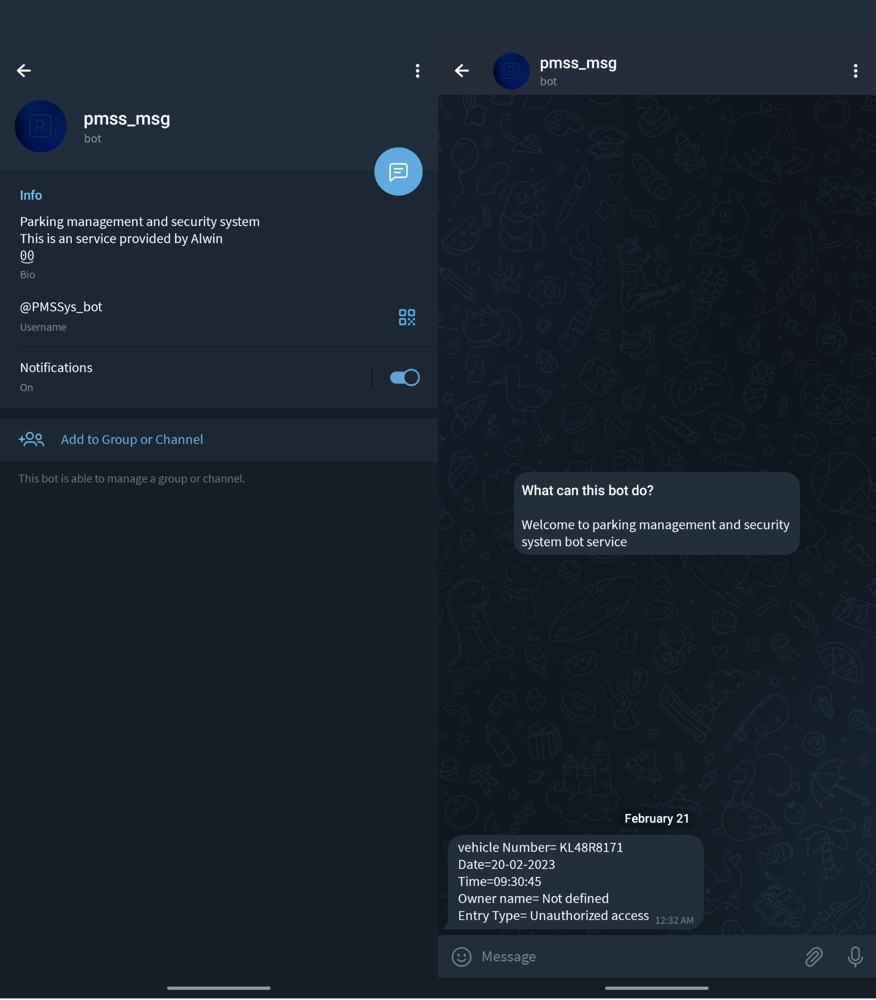 pmss_msg
bot
Info
Parking management and security system
This is an service provided by Alwin
Bio
@PMSSys_bot
Username
Notifications
On
Add to Group or Channel
This bot is able to manage a group or channel.
P
pmss_msg
bot
What can this bot do?
Welcome to parking management and security
system bot service
February 21
vehicle Number= KL48R8171
Date=20-02-2023
Time=09:30:45
Owner name= Not defined
Entry Type= Unauthorized access 12:32 AM
Message